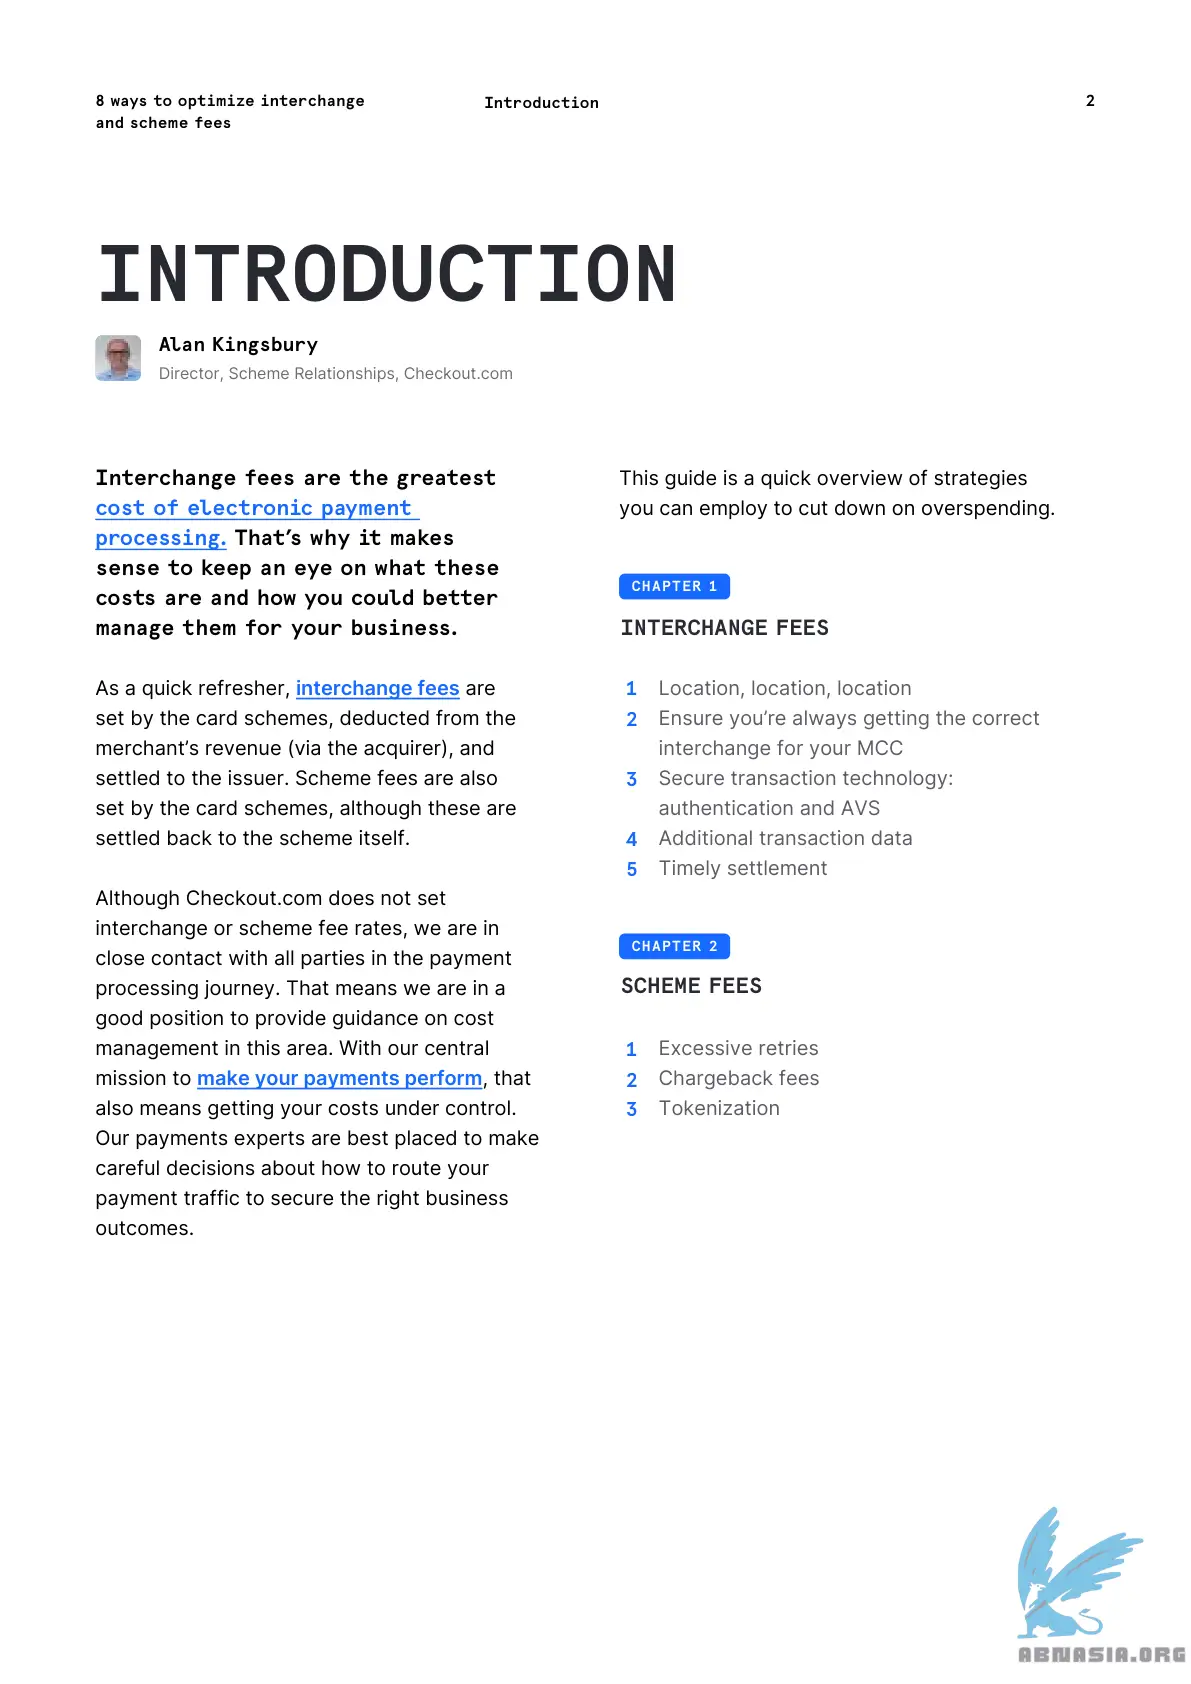 8 ways to optimize interchange
and scheme fees
Introduction
2
INTRODUCTION
Alan Kingsbury
Director, Scheme Relationships, Checkout.com
Interchange fees are the greatest
cost of electronic payment
processing. That’s why it makes
sense to keep an eye on what these
costs are and how you could better
manage them for your business.
As a quick refresher, interchange fees are
set by the card schemes, deducted from the
merchant’s revenue (via the acquirer), and
settled to the issuer. Scheme fees are also
set by the card schemes, although these are
settled back to the scheme itself.
Although Checkout.com does not set
interchange or scheme fee rates, we are in
close contact with all parties in the payment
processing journey. That means we are in a
good position to provide guidance on cost
management in this area. With our central
mission to make your payments perform, that
also means getting your costs under control.
Our payments experts are best placed to make
careful decisions about how to route your
payment traffic to secure the right business
outcomes.
This guide is a quick overview of strategies
you can employ to cut down on overspending.
CHAPTER 1
INTERCHANGE FEES
1 Location, location, location
2 Ensure you’re always getting the correct
interchange for your MCC
3 Secure transaction technology:
authentication and AVS
4 Additional transaction data
5 Timely settlement
CHAPTER 2
SCHEME FEES
1 Excessive retries
2 Chargeback fees
3 Tokenization
ABNASIA.ORG